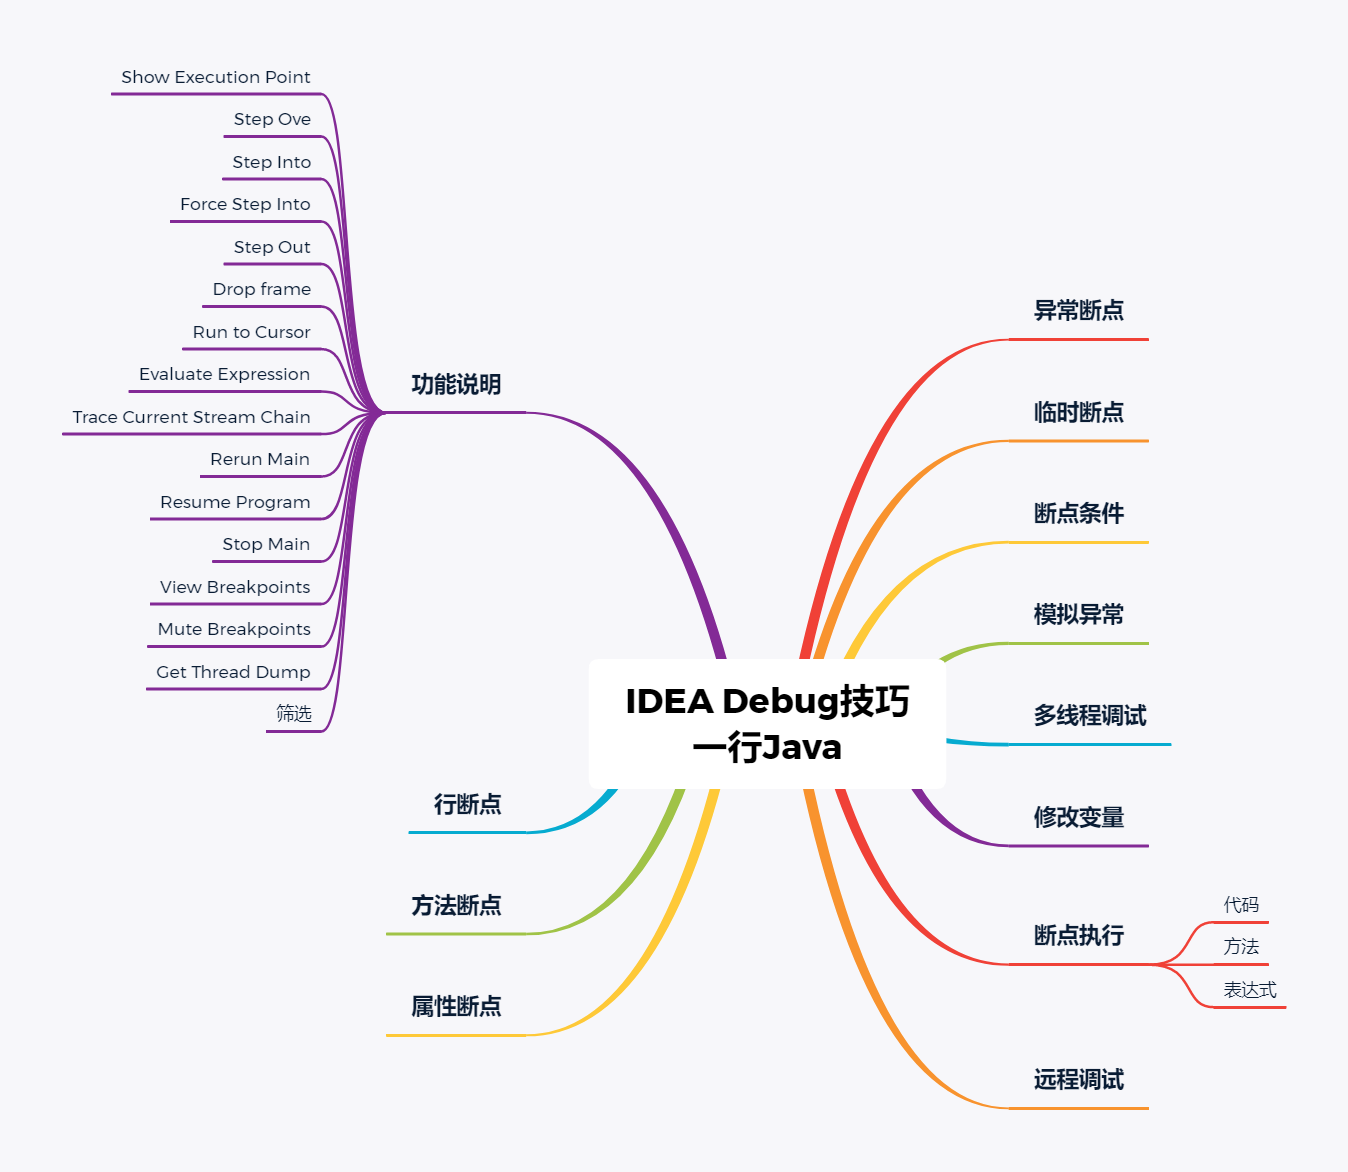 IDEA Debug技巧
一行Java
功能说明
Show Execution Point
Step Ove
Step Into
Force Step Into
Step Out
Drop frame
Run to Cursor
Evaluate Expression
Trace Current Stream Chain
Rerun Main
Resume Program
Stop Main
View Breakpoints
Mute Breakpoints
Get Thread Dump
筛选
行断点
方法断点
属性断点
异常断点
临时断点
断点条件
模拟异常
多线程调试
修改变量
断点执行
代码
方法
表达式
远程调试